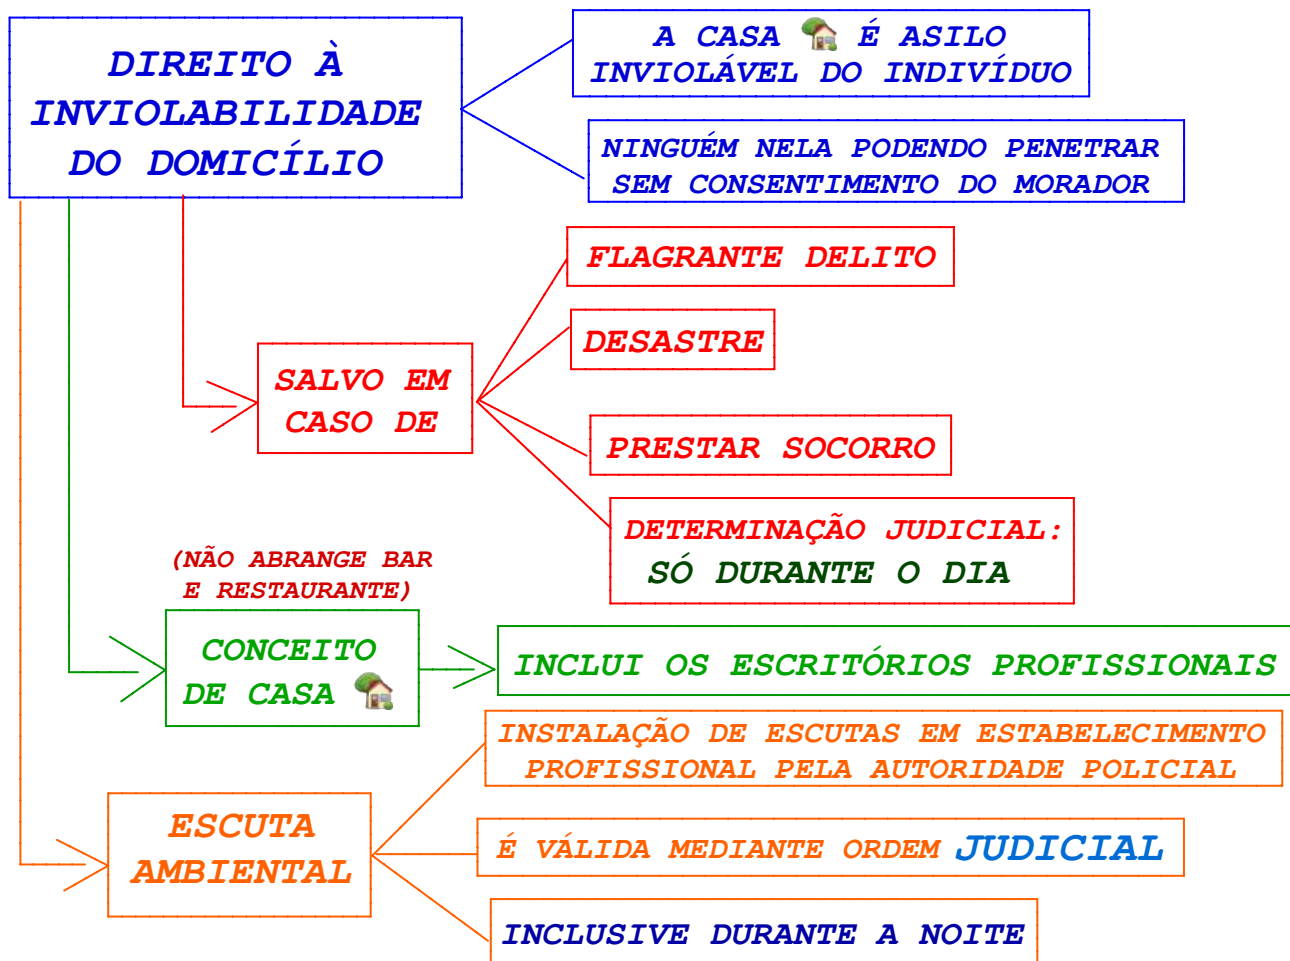 DIREITO À
INVIOLABILIDADE
DO DOMICÍLIO
A CASA É ASILO
INVIOLÁVEL DO INDIVÍDUO
NINGUÉM NELA PODENDO PENETRAR
SEM CONSENTIMENTO DO MORADOR
SALVO EM
CASO DE
FLAGRANTE DELITO
DESASTRE
PRESTAR SOCORRO
DETERMINAÇÃO JUDICIAL:
SÓ DURANTE O DIA
(NÃO ABRANGE BAR
E RESTAURANTE)
CONCEITO
DE CASA
INCLUI OS ESCRITÓRIOS PROFISSIONAIS
ESCUTA
AMBIENTAL
INSTALAÇÃO DE ESCUTAS EM ESTABELECIMENTO
PROFISSIONAL PELA AUTORIDADE POLICIAL
É VÁLIDA MEDIANTE ORDEM JUDICIAL
INCLUSIVE DURANTE A NOITE